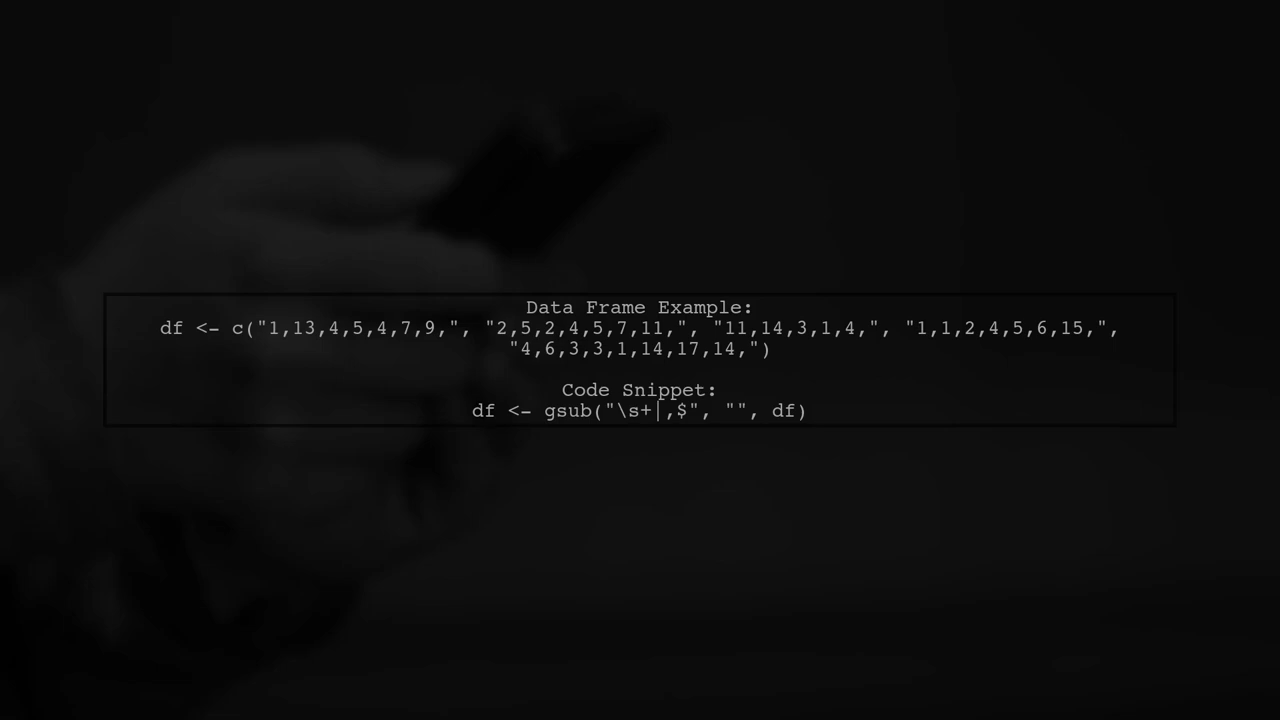 Data Frame Example:
df <- c("1,13,4,5,4,7,9,", "2,5,2,4,5,7,11,", "11,14,3,1,4,", "1,1,2,4,5,6,15,",
"4,6,3,3,1,14,17,14,")
Code Snippet:
df <- gsub("\s+|,$", "", df)